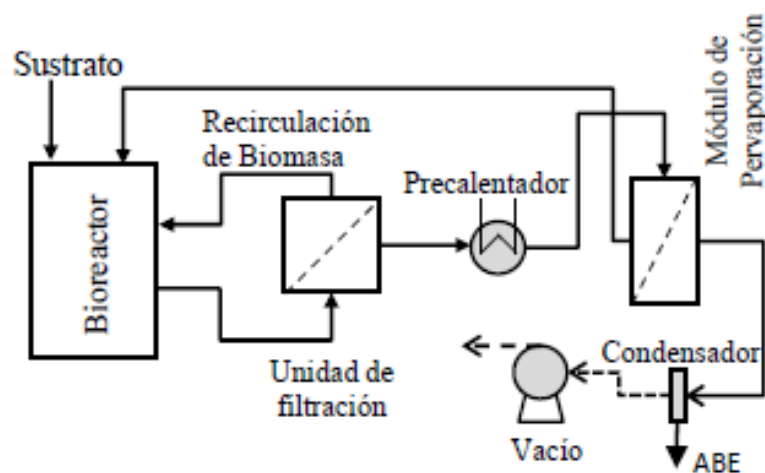 Sustrato
Recirculación
de Biomasa
Precalentador
Módulo de
Pervaporación
Bioreactor
Unidad de
filtración
Condensador
Vacío
ABE